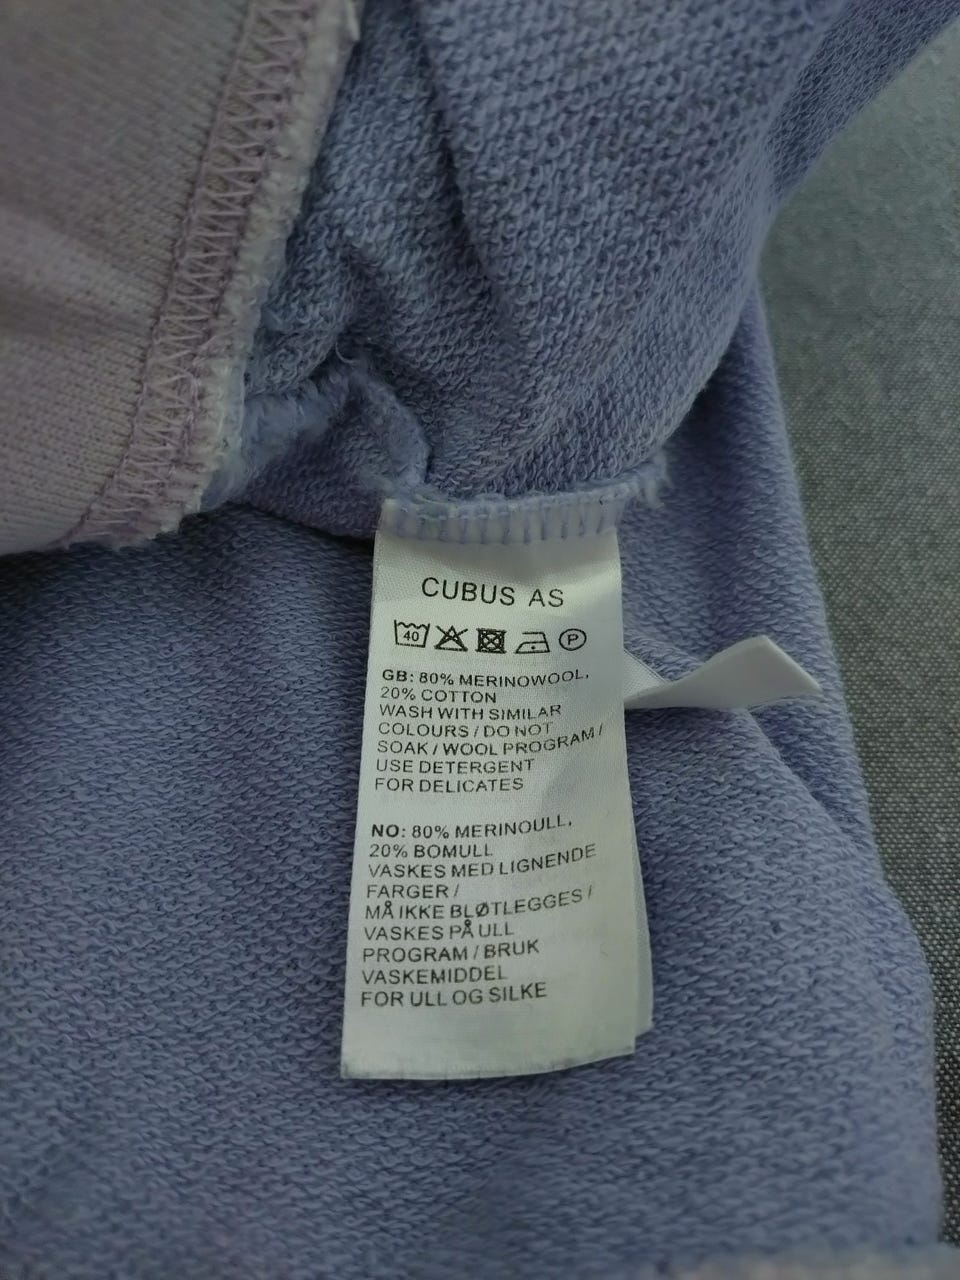 CUBUS AS
40 P
GB: 80% MERINOWOOL,
20% COTTON
WASH WITH SIMILAR
COLOURS / DO NOT
SOAK / WOOL PROGRAM /
USE DETERGENT
FOR DELICATES
NO: 80% MERINOULL,
20% BOMULL
VASKES MED LIGNENDE
FARGER /
MÅ IKKE BLØTLEGGES /
VASKES PÅ ULL
PROGRAM / BRUK
VASKEMIDDEL
FOR ULL OG SILKE